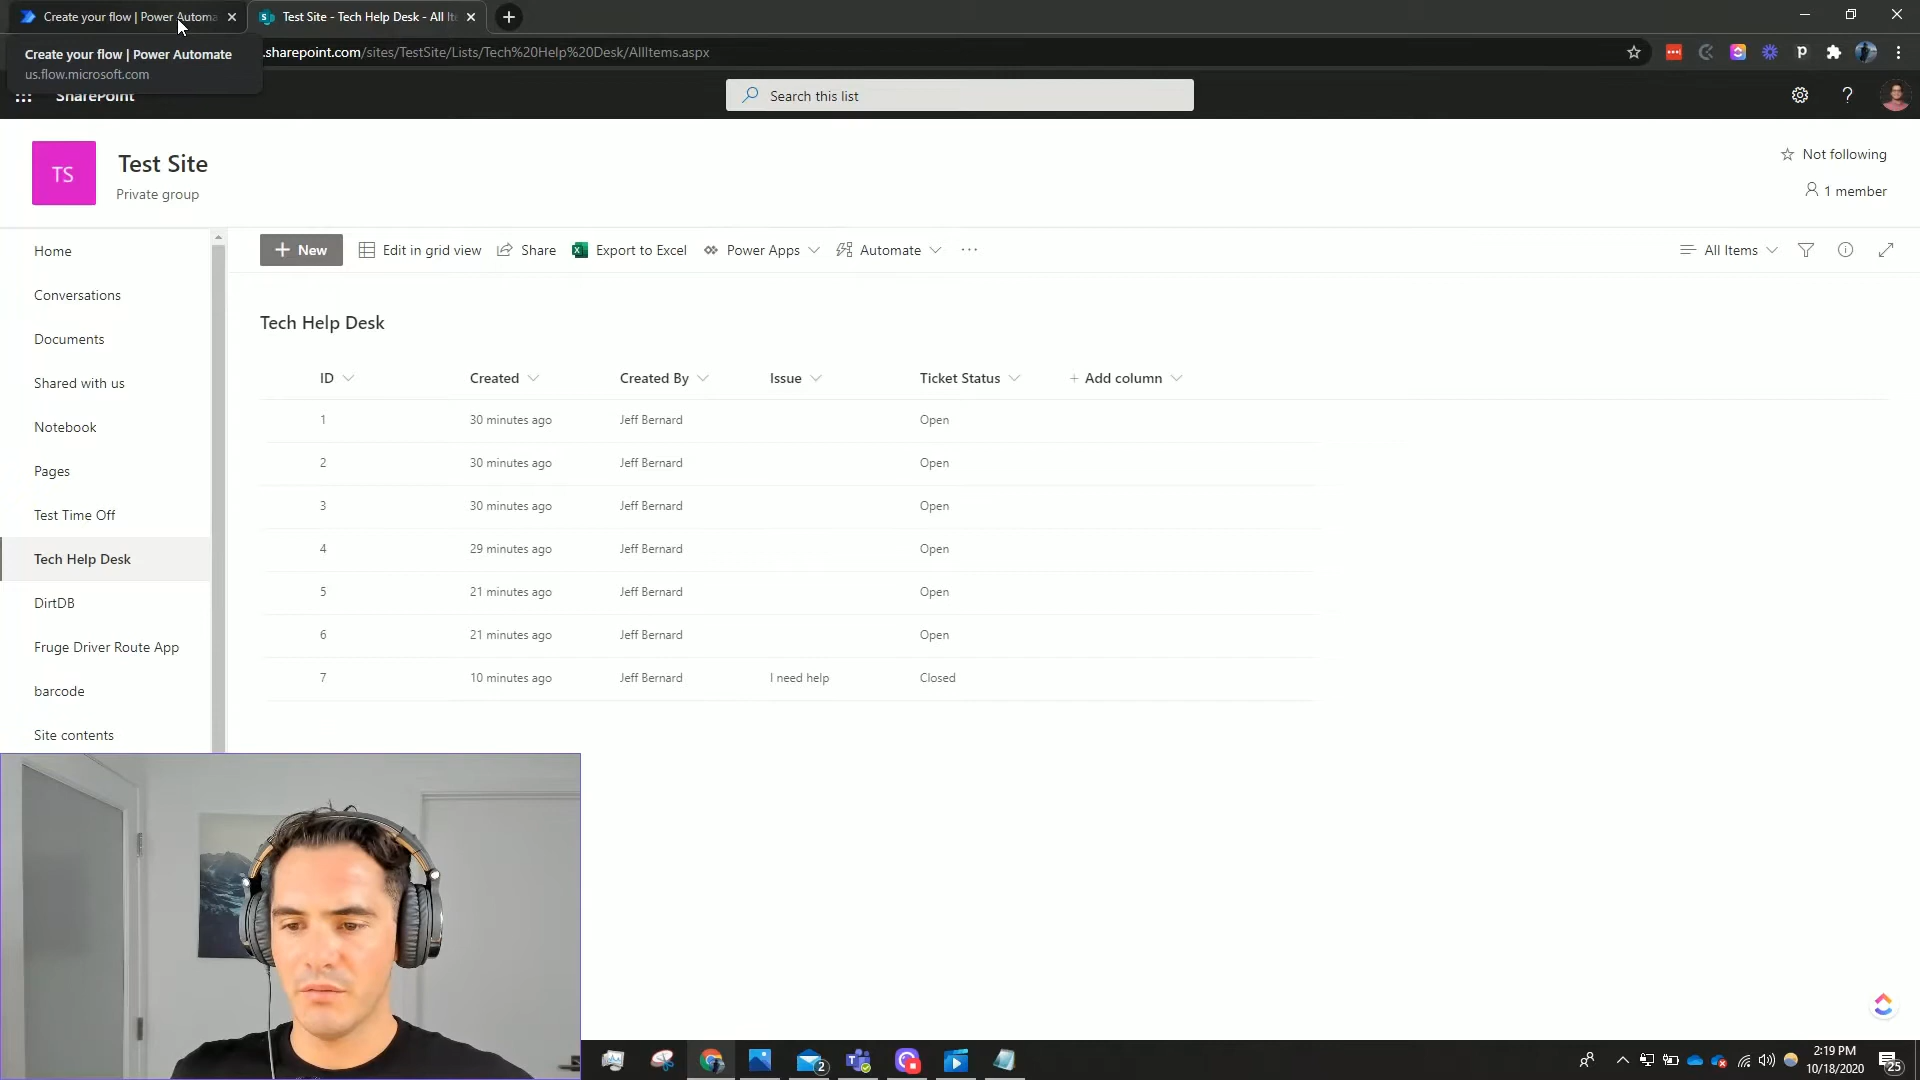 Create your flow | Power Automa
Test Site - Tech Help Desk - All It
Create your flow | Power Automate
us.flow.microsoft.com
.sharepoint.com/sites/TestSite/Lists/Tech%20Help%20Desk/AllItems.aspx
SharePoint
Search this list
TS
Test Site
Private group
Not following
1 member
Home
Conversations
Documents
Shared with us
Notebook
Pages
Test Time Off
Tech Help Desk
DirtDB
Fruge Driver Route App
barcode
Site contents
New
Edit in grid view
Share
Export to Excel
Power Apps
Automate
All Items
Tech Help Desk
ID Created Created By Issue Ticket Status + Add column
1 30 minutes ago Jeff Bernard Open
2 30 minutes ago Jeff Bernard Open
3 30 minutes ago Jeff Bernard Open
4 29 minutes ago Jeff Bernard Open
5 21 minutes ago Jeff Bernard Open
6 21 minutes ago Jeff Bernard Open
7 10 minutes ago Jeff Bernard I need help Closed
2
2:19 PM
10/18/2020
25